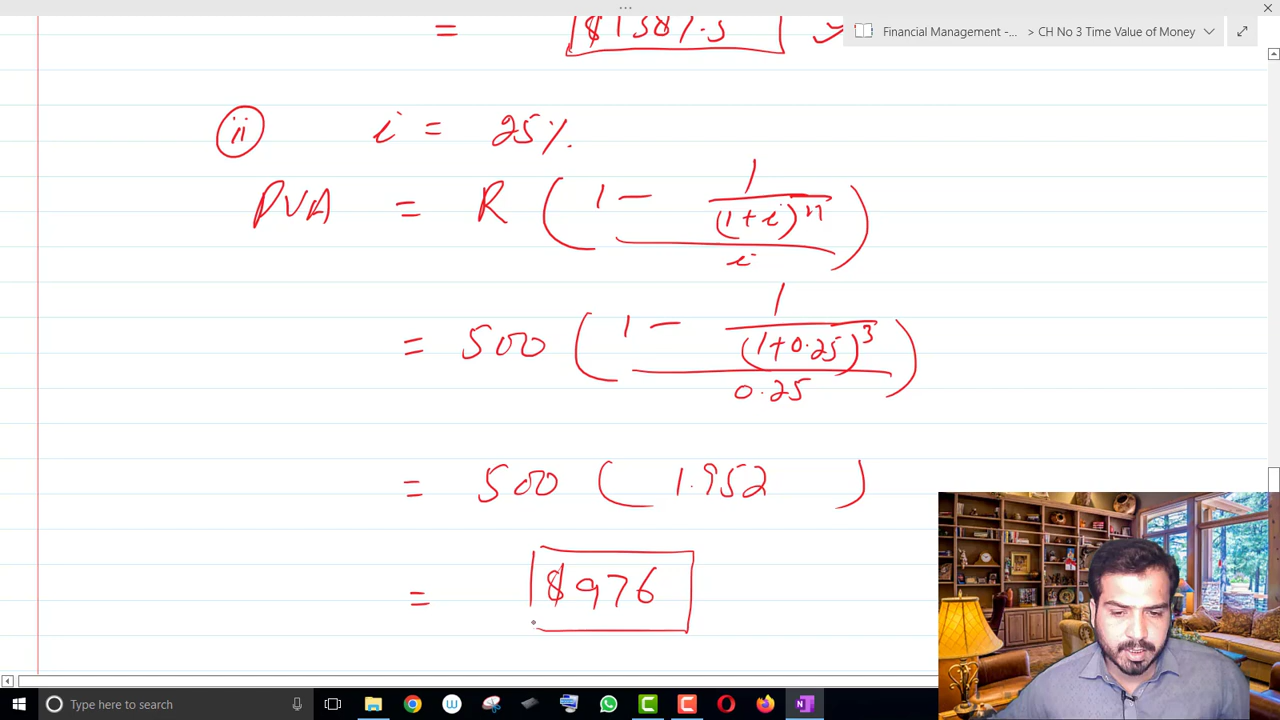 = $1387.5
Financial Management -... > CH No 3 Time Value of Money
ii i = 25%.
PVA = R ( 1 - 1 / (1+i)^n / i )
= 500 ( 1 - 1 / (1+0.25)^3 / 0.25 )
= 500 ( 1.952 )
= $976
Type here to search